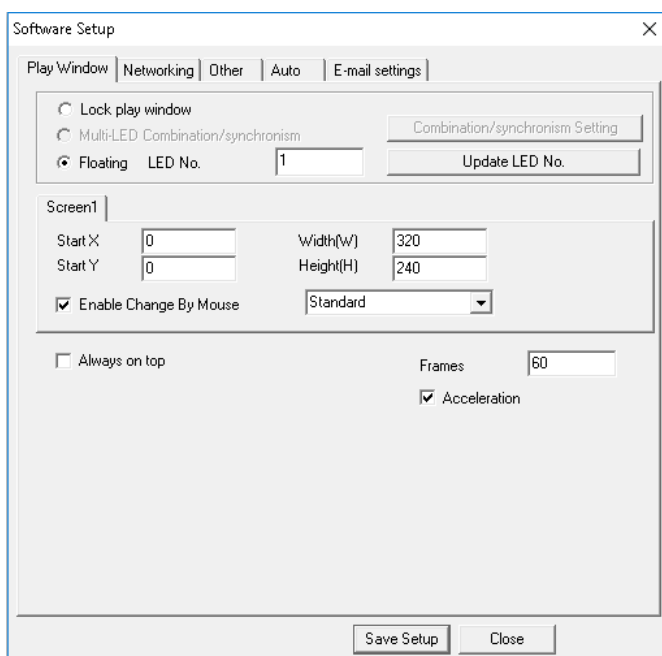 Software Setup
Play Window Networking Other Auto E-mail settings
Lock play window
Multi-LED Combination/synchronism
Combination/synchronism Setting
Floating LED No. 1 Update LED No.
Screen1
Start X 0 Width(W) 320
Start Y 0 Height(H) 240
Enable Change By Mouse Standard
Always on top Frames 60
Acceleration
Save Setup Close